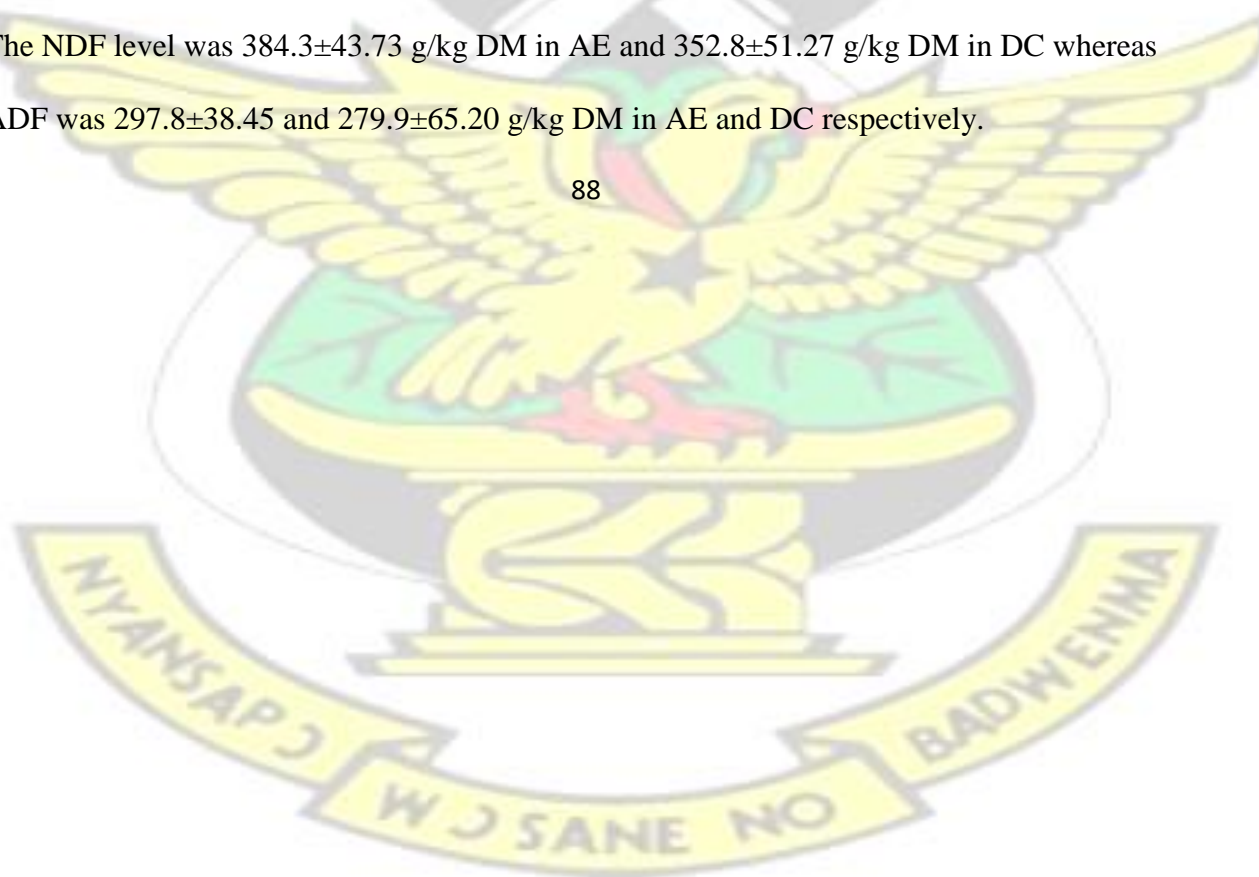 The NDF level was 384.3±43.73 g/kg DM in AE and 352.8±51.27 g/kg DM in DC whereas
ADF was 297.8±38.45 and 279.9±65.20 g/kg DM in AE and DC respectively.
88
NYANSAPƆ
WƆSANE NO
BADWENMA